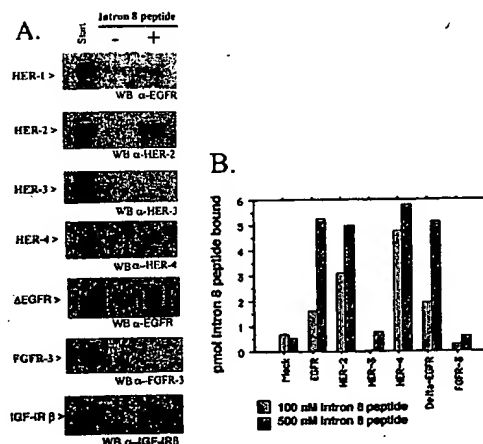 A.
Intron 8 peptide
Start - +
HER-1 >
WB α-EGFR
HER-2 >
WB α-HER-2
HER-3 >
WB α-HER-3
HER-4 >
WB α-HER-4
ΔEGFR >
WB α-EGFR
FGFR-3 >
WB α-FGFR-3
IGF-IR β >
WB α-IGF-IRβ
B.
pmol Intron 8 peptide bound
6
5
4
3
2
1
0
Mock
EGFR
HER-2
HER-3
HER-4
Delta-EGFR
100 nM Intron 8 peptide
500 nM Intron 8 peptide